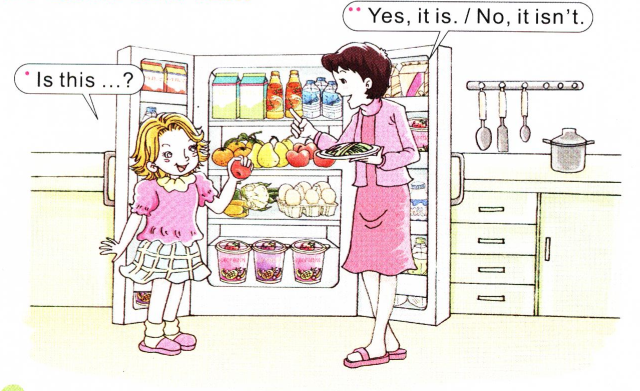 •• Yes, it is. / No, it isn't.
• Is this ...?